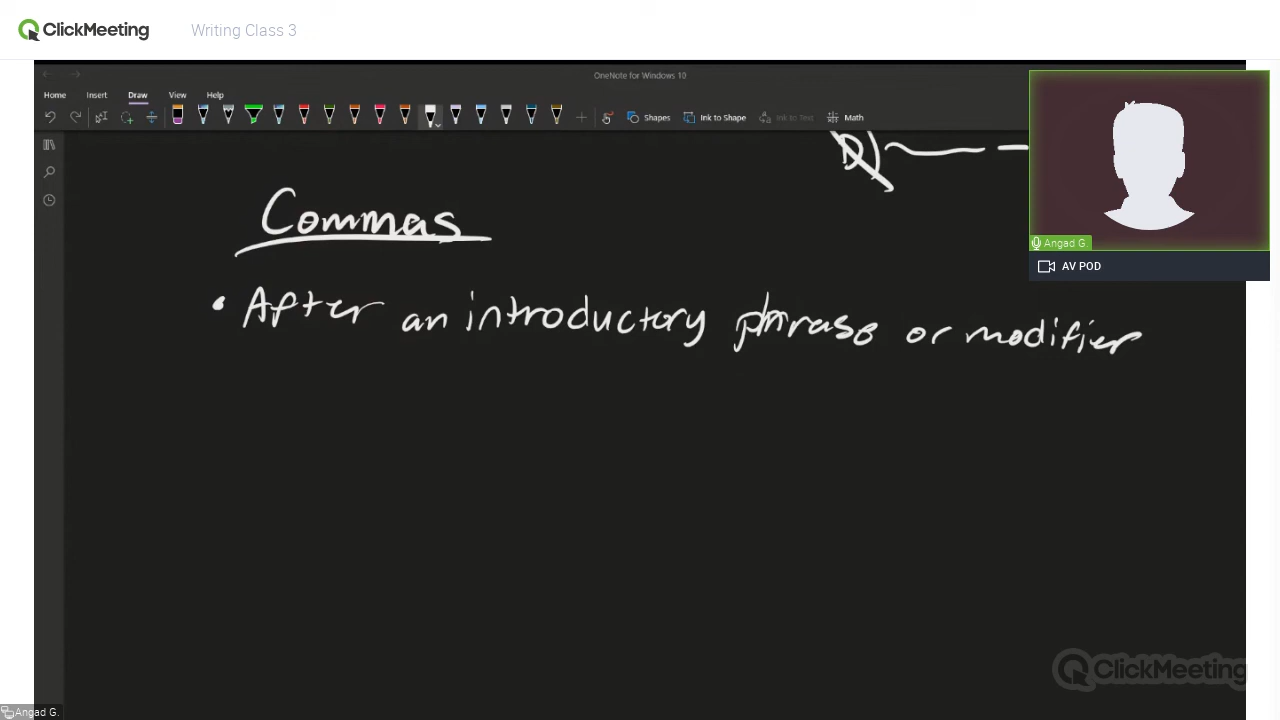 ClickMeeting Writing Class 3
OneNote for Windows 10
Home Insert Draw View Help
Shapes Ink to Shape Ink to Text Math
D)
Commas
• After an introductory phrase or modifier
Angad G.
AV POD
ClickMeeting
Angad G.